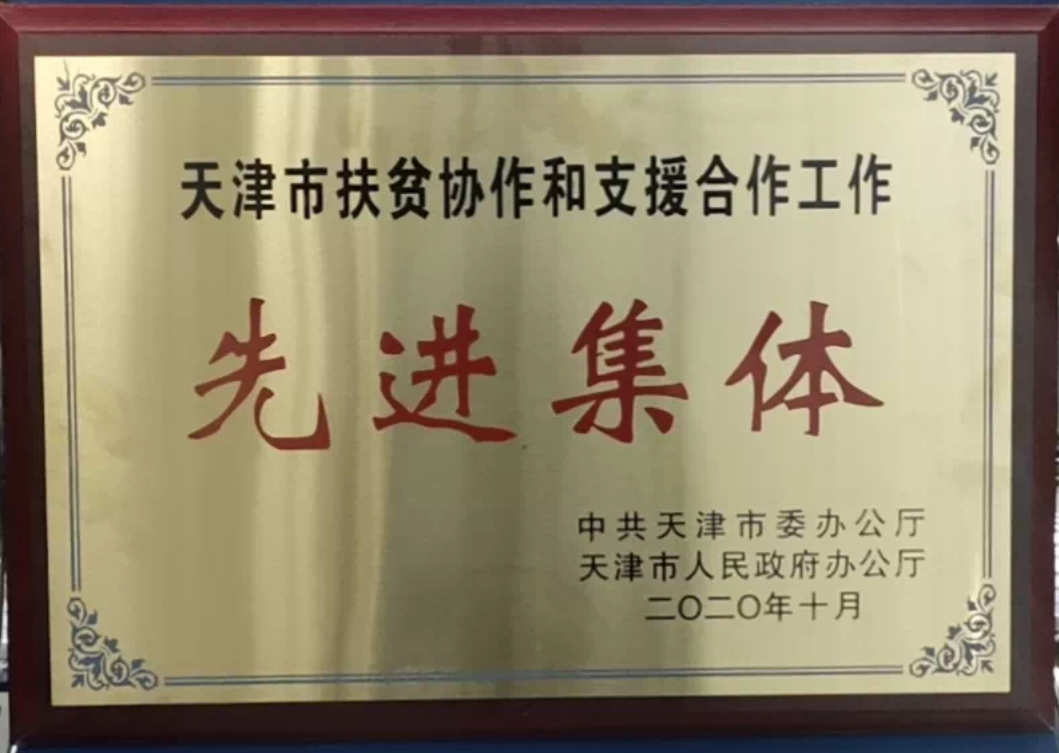 天津市扶贫协作和支援合作工作
先进集体
中共天津市委办公厅
天津市人民政府办公厅
二〇二〇年十月